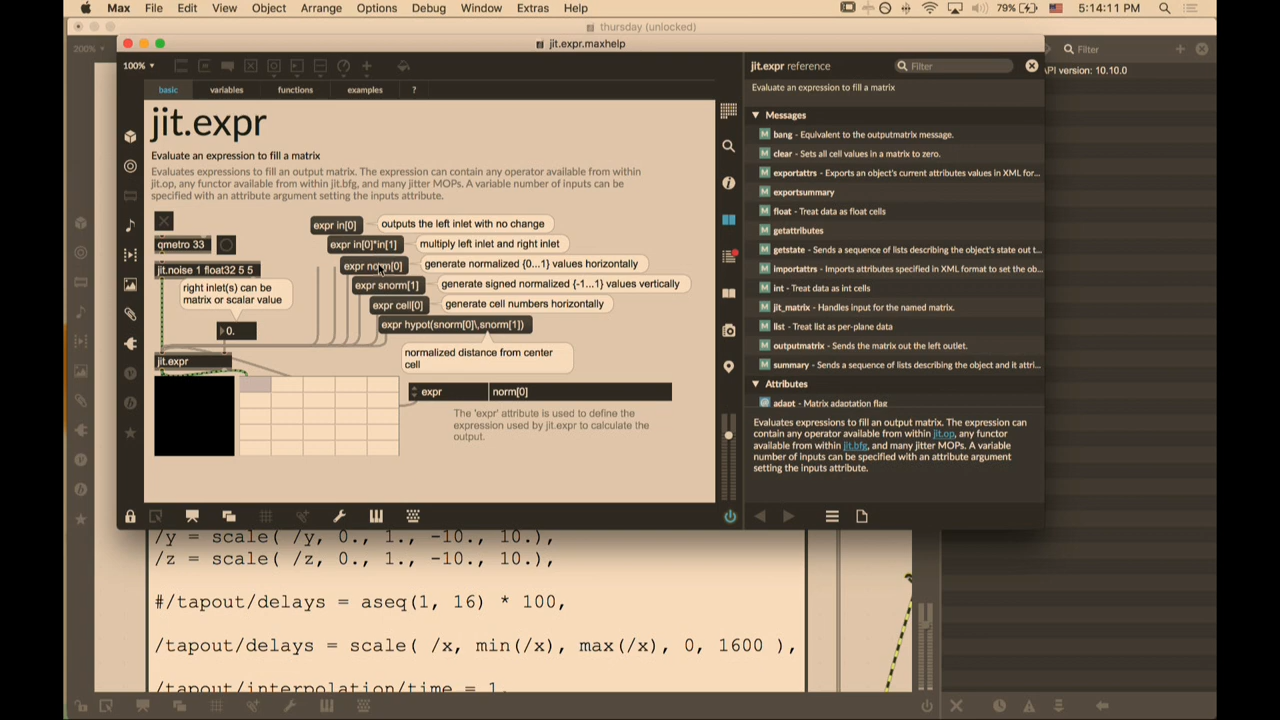 Max File Edit View Object Arrange Options Debug Window Extras Help 79% 5:14:11 PM
thursday (unlocked)
200%
jit.expr.maxhelp
Filter
API version: 10.10.0
100%
basic variables functions examples ?
jit.expr
Evaluate an expression to fill a matrix
Evaluates expressions to fill an output matrix. The expression can contain any operator available from within
jit.op, any functor available from within jit.bfg, and many jitter MOPs. A variable number of inputs can be
specified with an attribute argument setting the inputs attribute.
expr in[0] outputs the left inlet with no change
qmetro 33
expr in[0]*in[1] multiply left inlet and right inlet
jit.noise 1 float32 5 5
expr norm[0] generate normalized {0...1} values horizontally
right inlet(s) can be
matrix or scalar value
expr snorm[1] generate signed normalized {-1...1} values vertically
expr cell[0] generate cell numbers horizontally
0.
expr hypot(snorm[0]\,snorm[1])
normalized distance from center
cell
jit.expr
expr norm[0]
The 'expr' attribute is used to define the
expression used by jit.expr to calculate the
output.
jit.expr reference
Filter
Evaluate an expression to fill a matrix
Messages
M bang - Equivalent to the outputmatrix message.
M clear - Sets all cell values in a matrix to zero.
M exportattrs - Exports an object's current attributes values in XML for...
M exportsummary
M float - Treat data as float cells
M getattributes
M getstate - Sends a sequence of lists describing the object's state out t...
M importattrs - Imports attributes specified in XML format to set the ob...
M int - Treat data as int cells
M jit_matrix - Handles input for the named matrix.
M list - Treat list as per-plane data
M outputmatrix - Sends the matrix out the left outlet.
M summary - Sends a sequence of lists describing the object and it attri...
Attributes
@ adapt - Matrix adaptation flag
Evaluates expressions to fill an output matrix. The expression can
contain any operator available from within jit.op, any functor
available from within jit.bfg, and many jitter MOPs. A variable
number of inputs can be specified with an attribute argument
setting the inputs attribute.
/y = scale( /y, 0., 1., -10., 10.),
/z = scale( /z, 0., 1., -10., 10.),
#/tapout/delays = aseq(1, 16) * 100,
/tapout/delays = scale( /x, min(/x), max(/x), 0, 1600 ),
/tapout/interpolation/time = 1.